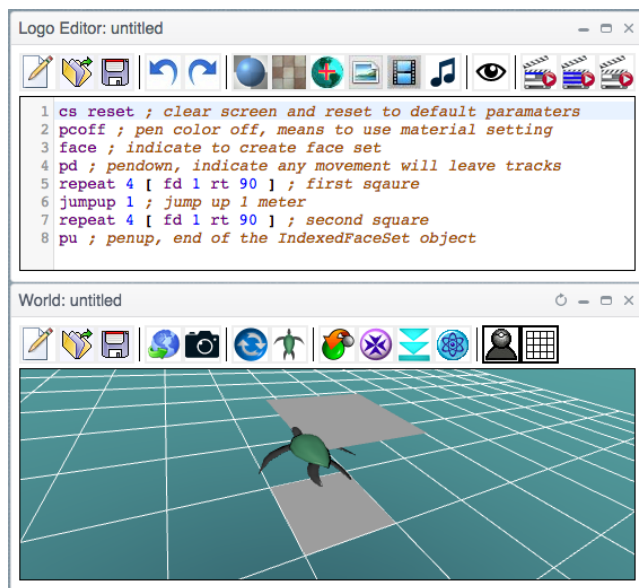 Logo Editor: untitled
1 cs reset ; clear screen and reset to default paramaters
2 pcoff ; pen color off, means to use material setting
3 face ; indicate to create face set
4 pd ; pendown, indicate any movement will leave tracks
5 repeat 4 [ fd 1 rt 90 ] ; first sqaure
6 jumpup 1 ; jump up 1 meter
7 repeat 4 [ fd 1 rt 90 ] ; second square
8 pu ; penup, end of the IndexedFaceSet object
World: untitled